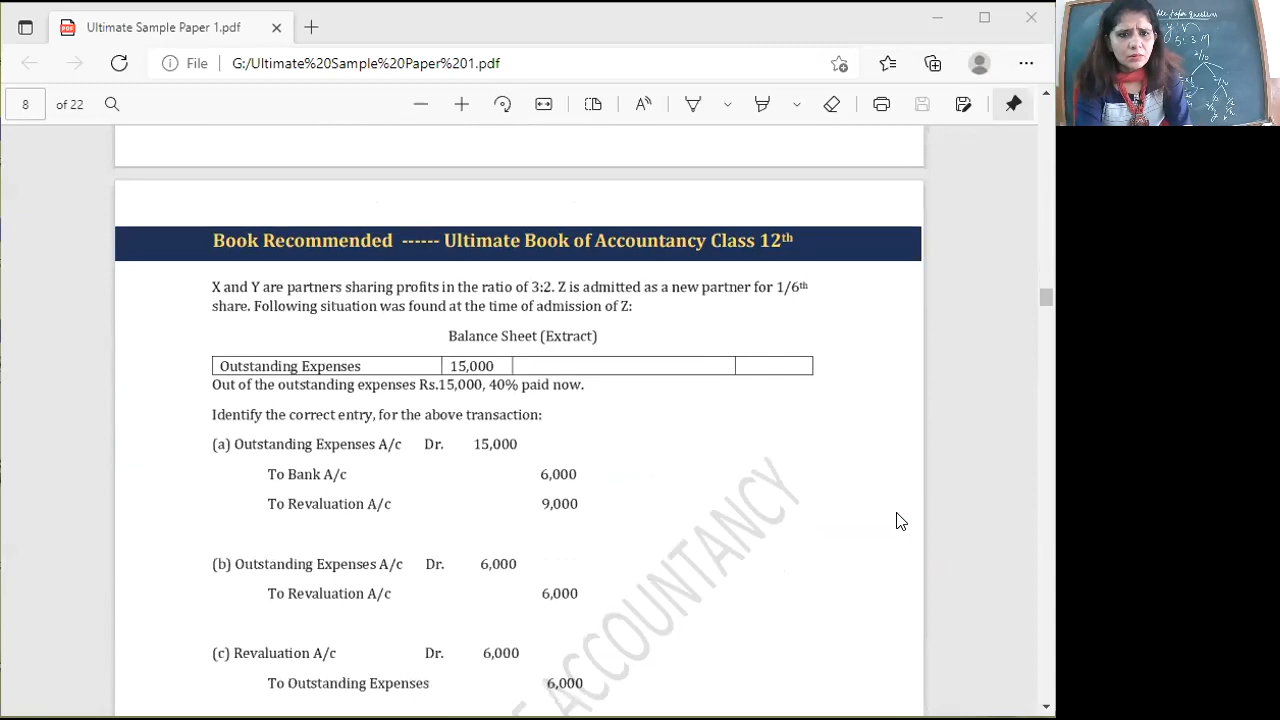 Ultimate Sample Paper 1.pdf
File G:/Ultimate%20Sample%20Paper%201.pdf
8 of 22
Book Recommended ------ Ultimate Book of Accountancy Class 12th
X and Y are partners sharing profits in the ratio of 3:2. Z is admitted as a new partner for 1/6th
share. Following situation was found at the time of admission of Z:
Balance Sheet (Extract)
Outstanding Expenses 15,000
Out of the outstanding expenses Rs.15,000, 40% paid now.
Identify the correct entry, for the above transaction:
(a) Outstanding Expenses A/c Dr. 15,000
To Bank A/c 6,000
To Revaluation A/c 9,000
(b) Outstanding Expenses A/c Dr. 6,000
To Revaluation A/c 6,000
(c) Revaluation A/c Dr. 6,000
To Outstanding Expenses 6,000
ACCOUNTANCY